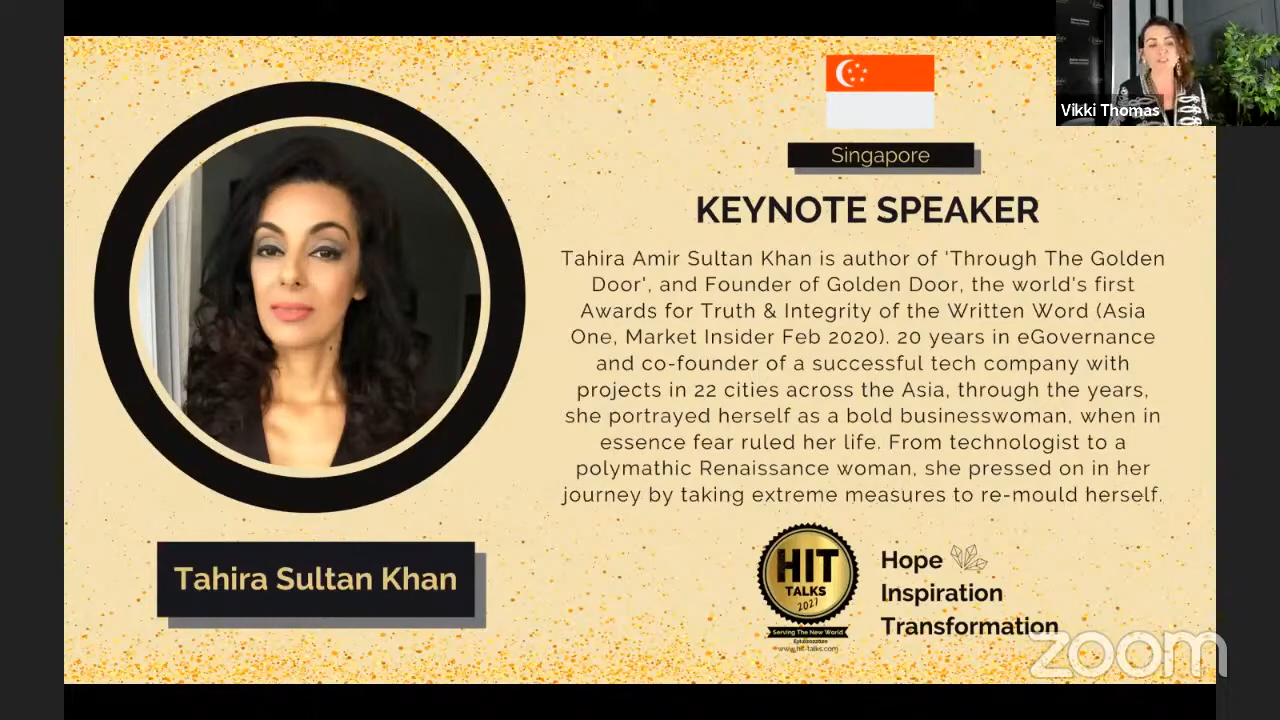 Vikki Thomas
Singapore
KEYNOTE SPEAKER
Tahira Amir Sultan Khan is author of 'Through The Golden
Door', and Founder of Golden Door, the world's first
Awards for Truth & Integrity of the Written Word (Asia
One, Market Insider Feb 2020). 20 years in eGovernance
and co-founder of a successful tech company with
projects in 22 cities across the Asia, through the years,
she portrayed herself as a bold businesswoman, when in
essence fear ruled her life. From technologist to a
polymathic Renaissance woman, she pressed on in her
journey by taking extreme measures to re-mould herself.
Tahira Sultan Khan
HIT
TALKS
2021
Serving The New World
www.hit-talks.com
Hope
Inspiration
Transformation
zoom